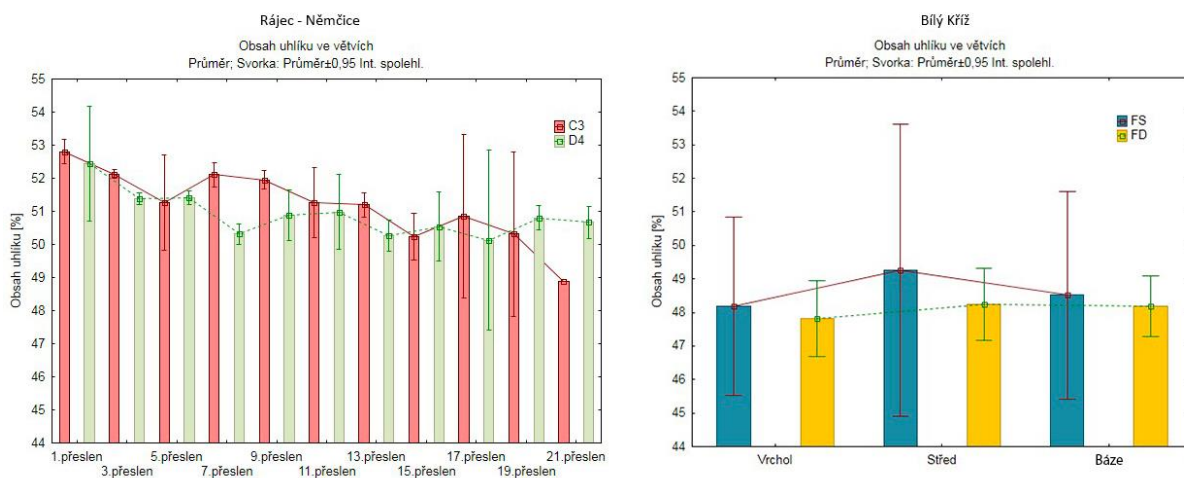 Rájec - Němčice
Obsah uhlíku ve větvích
Průměr; Svorka: Průměr±0,95 Int. spolehl.
Obsah uhlíku [%]
55
54
53
52
51
50
49
48
47
46
45
44
C3
D4
1.přeslen
5.přeslen
9.přeslen
13.přeslen
17.přeslen
21.přeslen
3.přeslen
7.přeslen
11.přeslen
15.přeslen
19.přeslen
Bílý Kříž
Obsah uhlíku ve větvích
Průměr; Svorka: Průměr±0,95 Int. spolehl.
Obsah uhlíku [%]
55
54
53
52
51
50
49
48
47
46
45
44
FS
FD
Vrchol
Střed
Báze